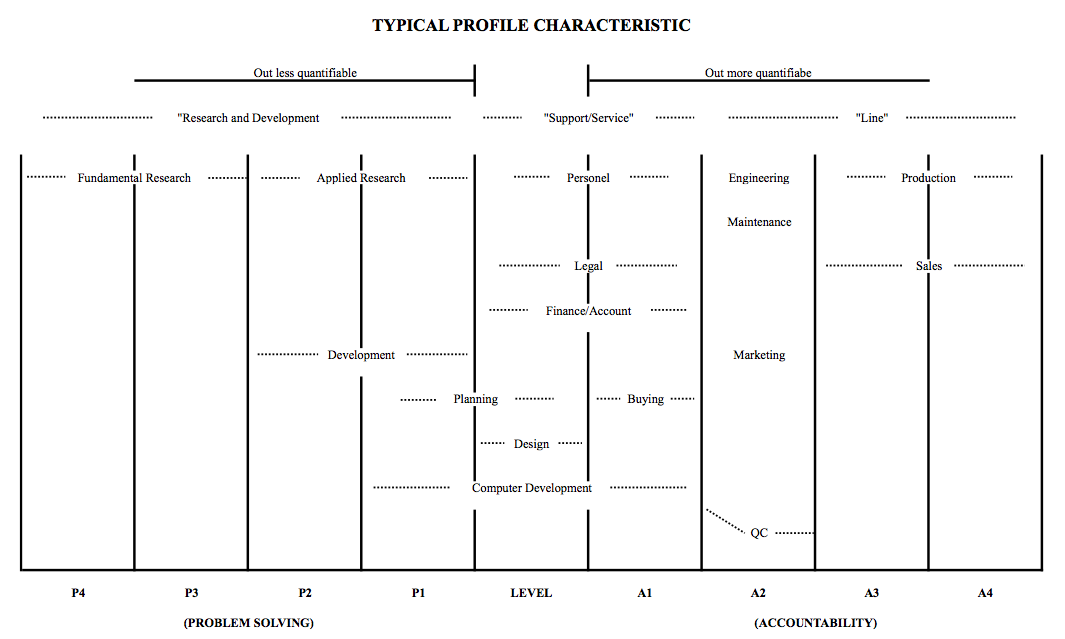 TYPICAL PROFILE CHARACTERISTIC
Out less quantifiable Out more quantifiabe
"Research and Development "Support/Service" "Line"
Fundamental Research Applied Research Personel Engineering Production
Maintenance
Legal Sales
Finance/Account
Development Marketing
Planning Buying
Design
Computer Development
QC
P4 P3 P2 P1 LEVEL A1 A2 A3 A4
(PROBLEM SOLVING) (ACCOUNTABILITY)